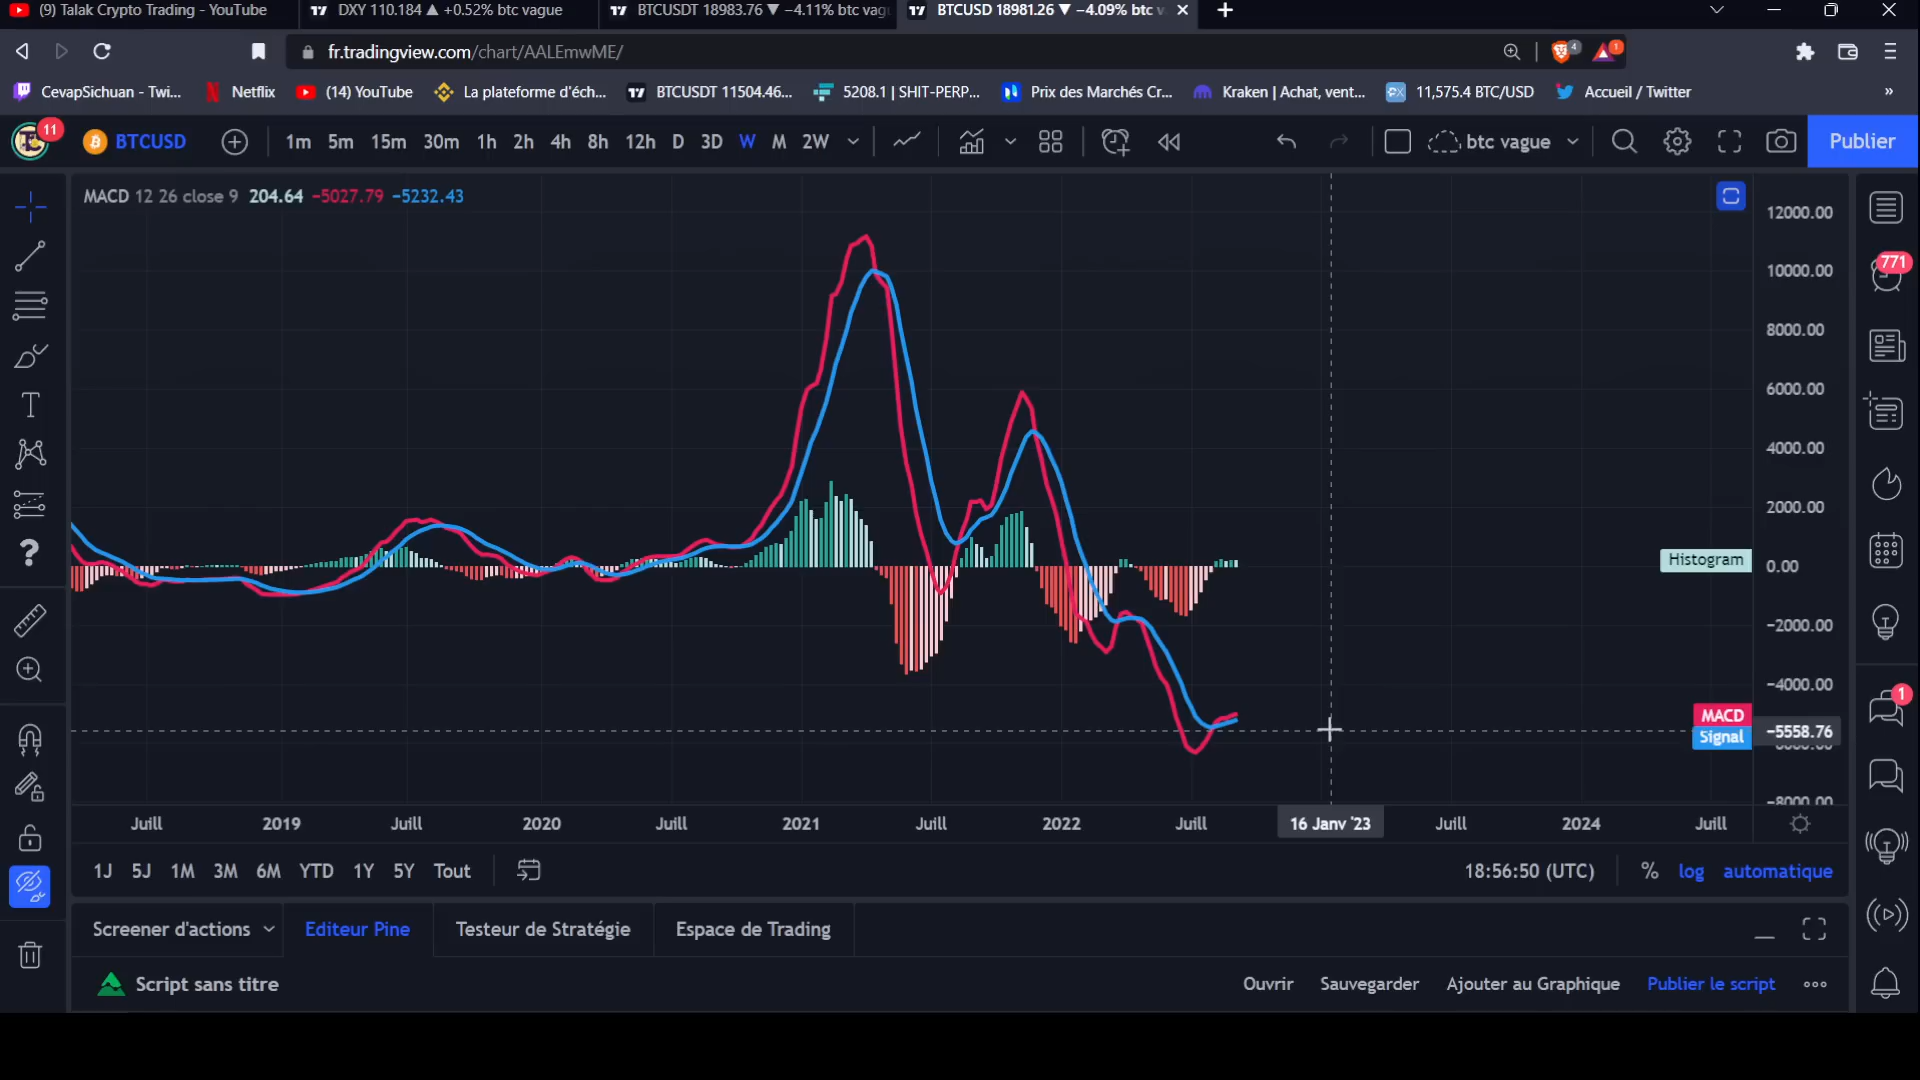 (9) Talak Crypto Trading - YouTube
DXY 110.184 ▲ +0.52% btc vague
BTCUSDT 18983.76 ▼ −4.11% btc vagu
BTCUSD 18981.26 ▼ −4.09% btc v
fr.tradingview.com/chart/AALEmwME/
4
1
CevapSichuan - Twi...
Netflix
(14) YouTube
La plateforme d'éch...
BTCUSDT 11504.46...
5208.1 | SHIT-PERP...
Prix des Marchés Cr...
Kraken | Achat, vent...
11,575.4 BTC/USD
Accueil / Twitter
»
11
BTCUSD
1m 5m 15m 30m 1h 2h 4h 8h 12h D 3D W M 2W
btc vague
Publier
MACD 12 26 close 9 204.64 −5027.79 −5232.43
12000.00
10000.00
8000.00
6000.00
4000.00
2000.00
Histogram
0.00
−2000.00
−4000.00
MACD
Signal
−5558.76
−8000.00
771
1
Juill 2019 Juill 2020 Juill 2021 Juill 2022 Juill 16 Janv '23 Juill 2024 Juill
1J 5J 1M 3M 6M YTD 1Y 5Y Tout
18:56:50 (UTC)
% log automatique
Screener d'actions
Editeur Pine
Testeur de Stratégie
Espace de Trading
Script sans titre
Ouvrir
Sauvegarder
Ajouter au Graphique
Publier le script